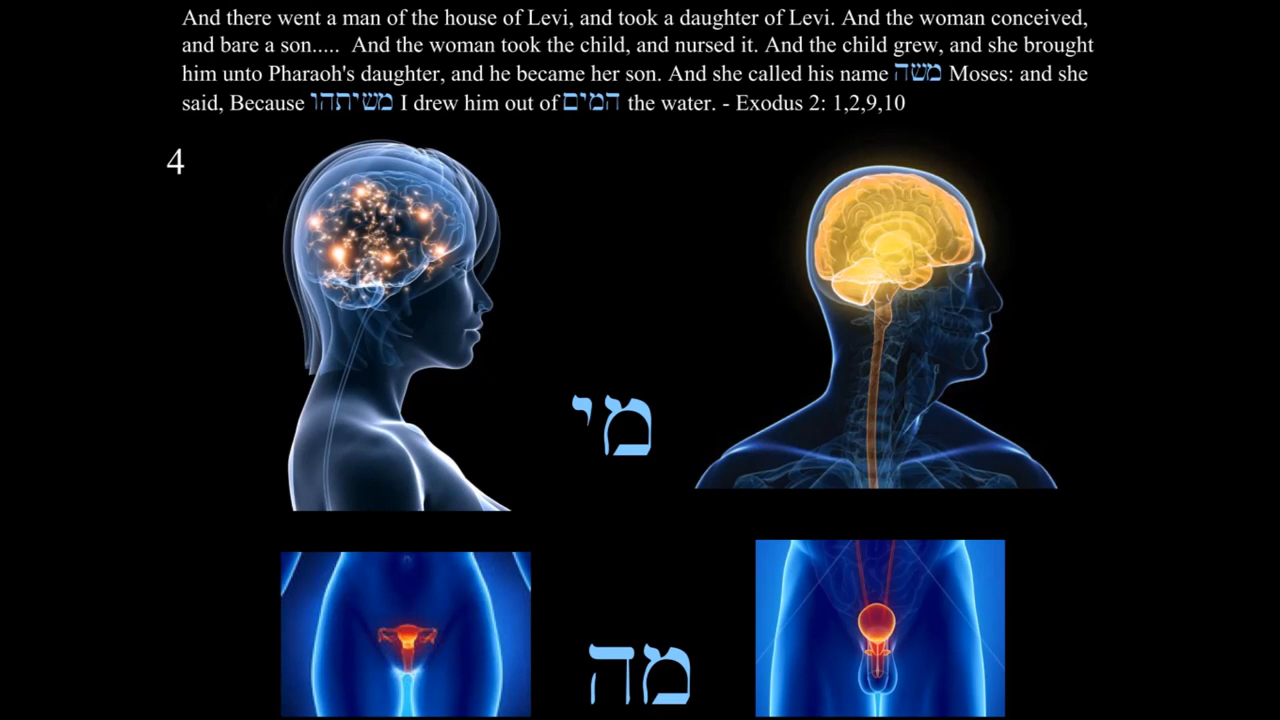 And there went a man of the house of Levi, and took a daughter of Levi. And the woman conceived,
and bare a son..... And the woman took the child, and nursed it. And the child grew, and she brought
him unto Pharaoh's daughter, and he became her son. And she called his name משה Moses: and she
said, Because משיתהו I drew him out of המים the water. - Exodus 2: 1,2,9,10
4
מי
מה